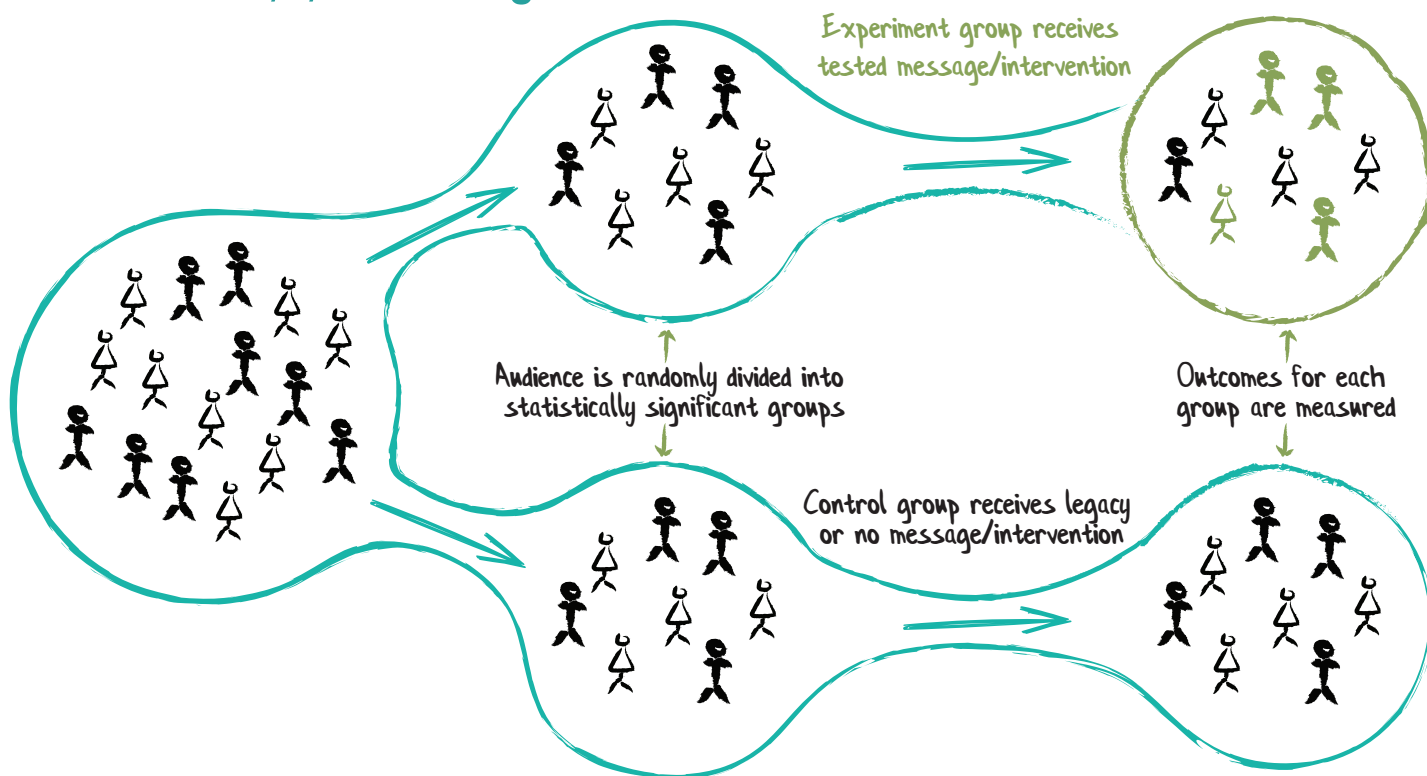 Experiment group receives
tested message/intervention
Audience is randomly divided into
statistically significant groups
Outcomes for each
group are measured
Control group receives legacy
or no message/intervention